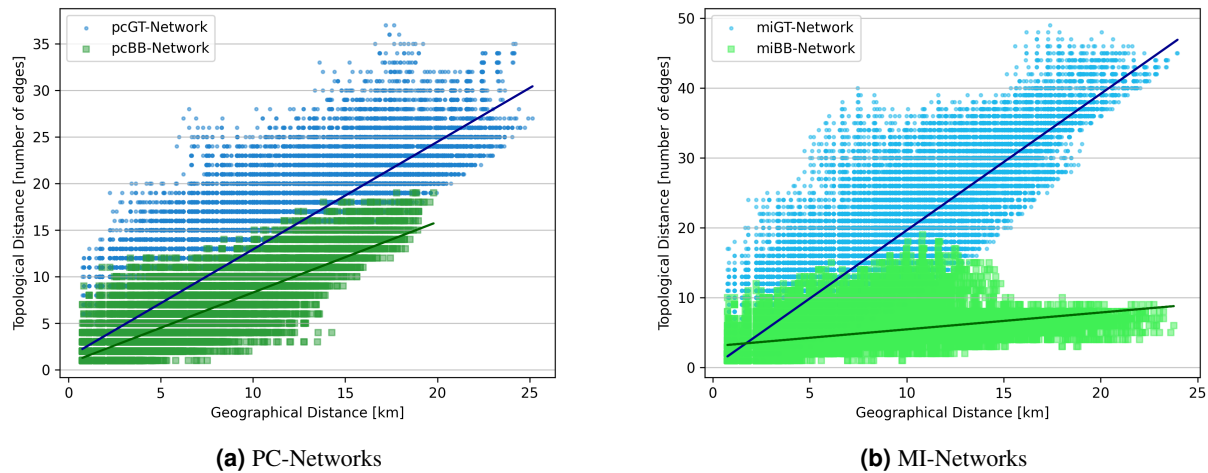 pcGT-Network
pcBB-Network
35
30
25
20
15
10
5
0
Topological Distance [number of edges]
0 5 10 15 20 25
Geographical Distance [km]
(a) PC-Networks
miGT-Network
miBB-Network
50
40
30
20
10
0
Topological Distance [number of edges]
0 5 10 15 20 25
Geographical Distance [km]
(b) MI-Networks